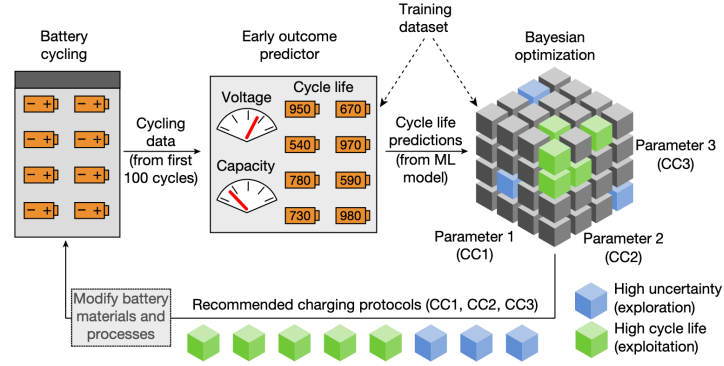 Battery
cycling
Early outcome
predictor
Training
dataset
Bayesian
optimization
Voltage
Capacity
Cycle life
950 670
540 970
780 590
730 980
- + - +
- + - +
- + - +
- + - +
Cycling
data
(from first
100 cycles)
Cycle life
predictions
(from ML
model)
Parameter 3
(CC3)
Parameter 1
(CC1)
Parameter 2
(CC2)
Modify battery
materials and
processes
Recommended charging protocols (CC1, CC2, CC3)
High uncertainty
(exploration)
High cycle life
(exploitation)